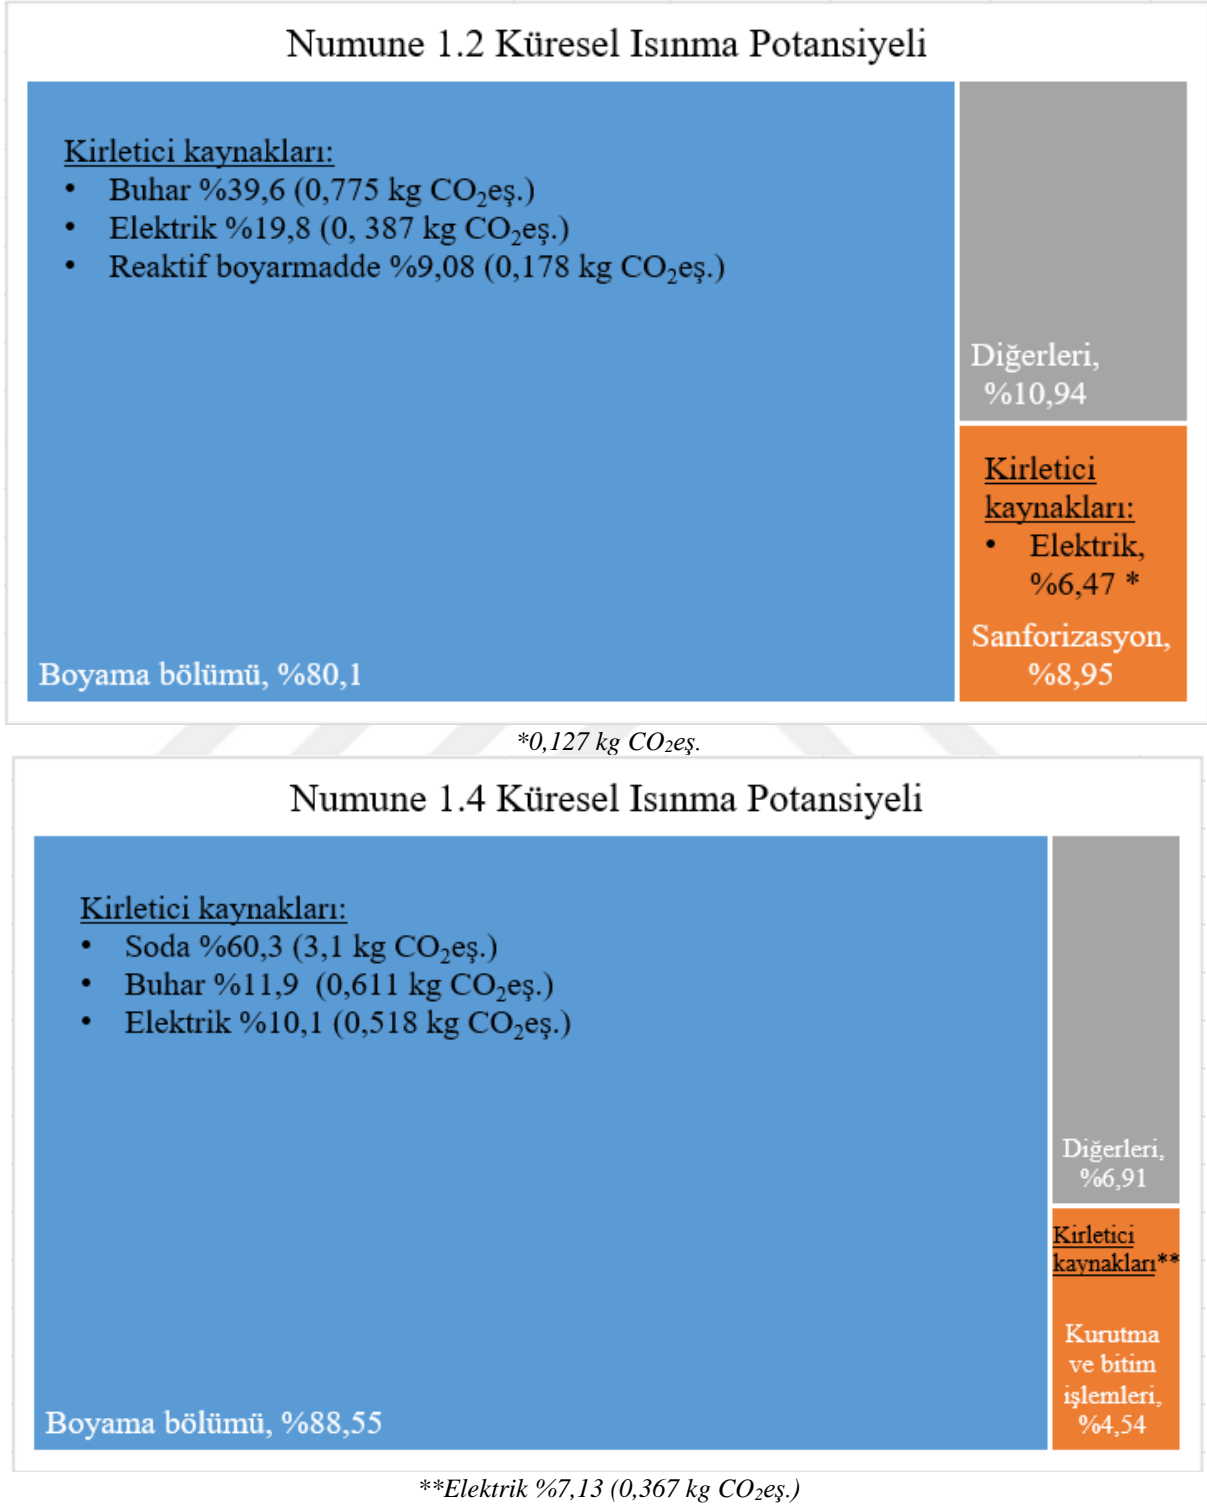 Numune 1.2 Küresel Isınma Potansiyeli
Kirletici kaynakları:
• Buhar %39,6 (0,775 kg CO₂eş.)
• Elektrik %19,8 (0, 387 kg CO₂eş.)
• Reaktif boyarmadde %9,08 (0,178 kg CO₂eş.)
Boyama bölümü, %80,1
Diğerleri,
%10,94
Kirletici
kaynakları:
• Elektrik,
%6,47 *
Sanforizasyon,
%8,95
*0,127 kg CO₂eş.
Numune 1.4 Küresel Isınma Potansiyeli
Kirletici kaynakları:
• Soda %60,3 (3,1 kg CO₂eş.)
• Buhar %11,9 (0,611 kg CO₂eş.)
• Elektrik %10,1 (0,518 kg CO₂eş.)
Boyama bölümü, %88,55
Diğerleri,
%6,91
Kirletici
kaynakları**
Kurutma
ve bitim
işlemleri,
%4,54
**Elektrik %7,13 (0,367 kg CO₂eş.)